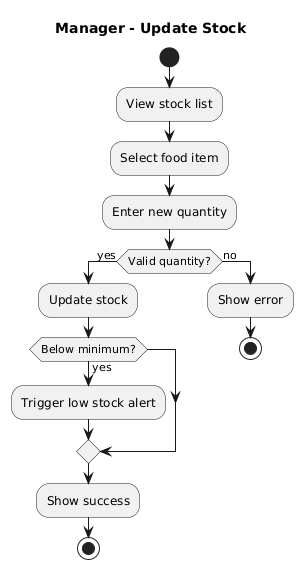 Manager - Update Stock
View stock list
Select food item
Enter new quantity
Valid quantity?
yes
no
Update stock
Show error
Below minimum?
yes
Trigger low stock alert
Show success